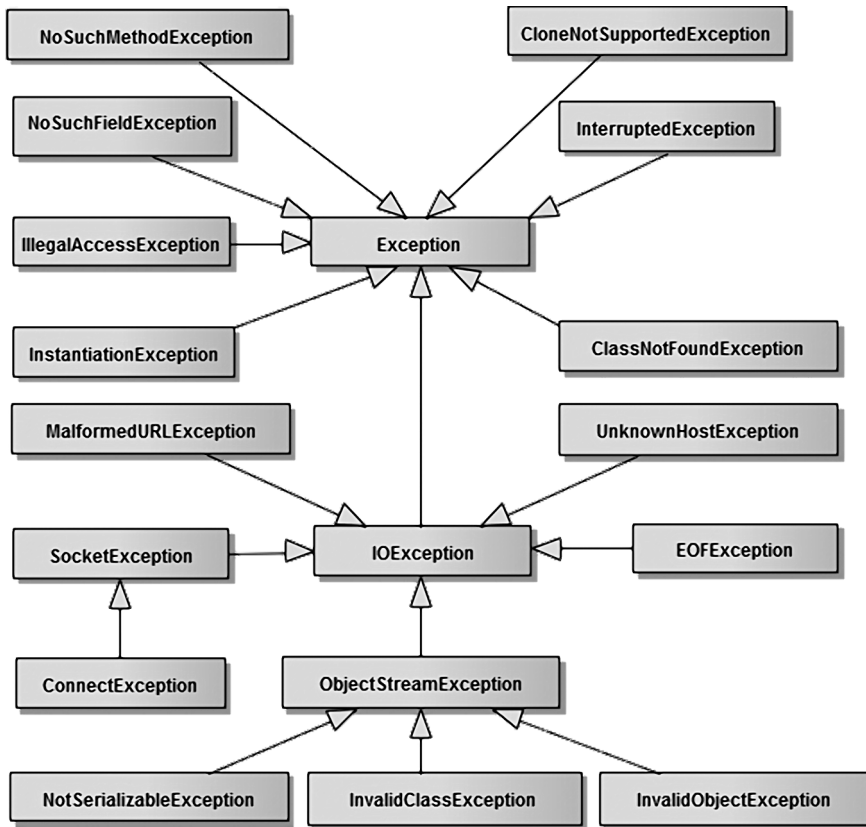 NoSuchMethodException
CloneNotSupportedException
NoSuchFieldException
InterruptedException
IllegalAccessException
Exception
InstantiationException
ClassNotFoundException
MalformedURLException
UnknownHostException
SocketException
IOException
EOFException
ConnectException
ObjectStreamException
NotSerializableException
InvalidClassException
InvalidObjectException